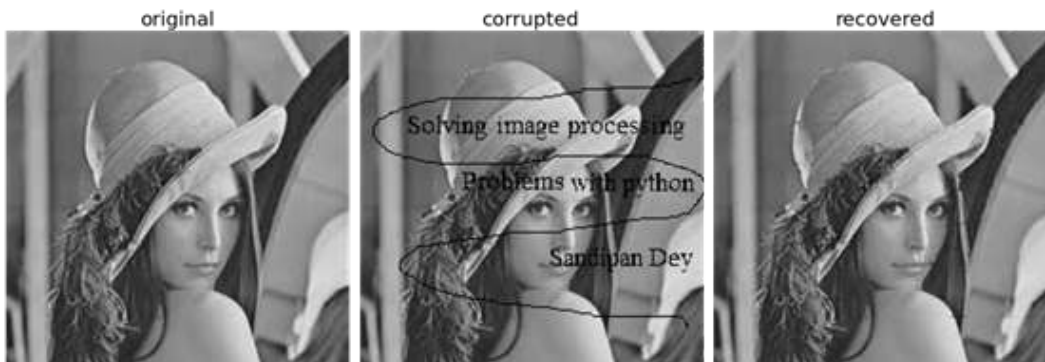 original corrupted recovered
Solving image processing
Problems with python
Sandipan Dey